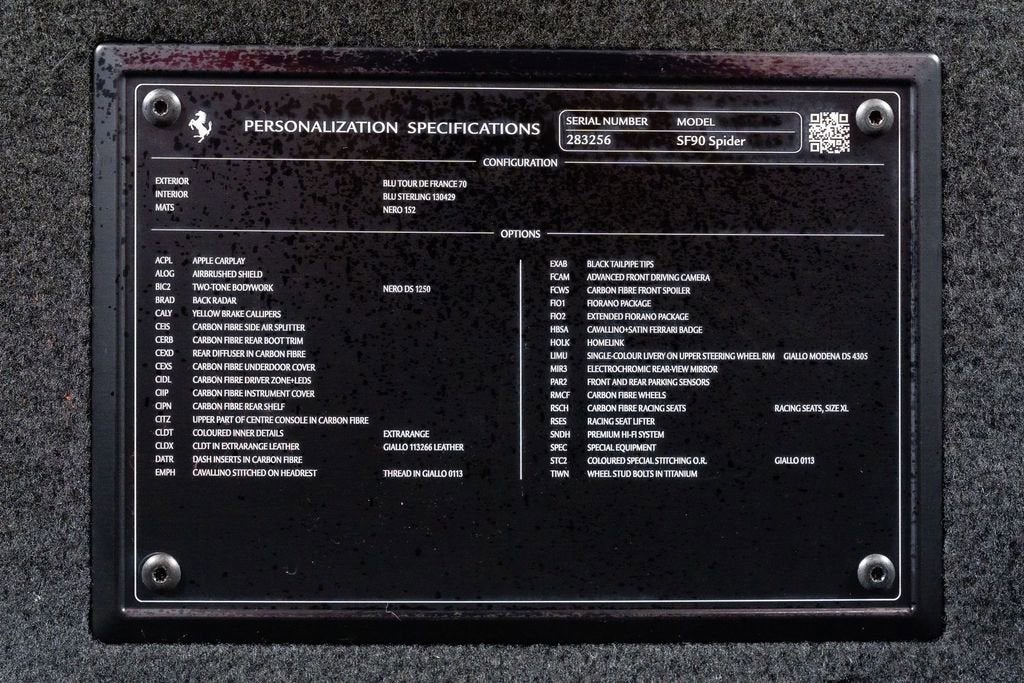 PERSONALIZATION SPECIFICATIONS
SERIAL NUMBER MODEL
283256 SF90 Spider
CONFIGURATION
EXTERIOR BLU TOUR DE FRANCE 70
INTERIOR BLU STERLING 130429
MATS NERO 152
OPTIONS
ACPL APPLE CARPLAY
ALOG AIRBRUSHED SHIELD
BIC2 TWO-TONE BODYWORK NERO DS 1250
BRAD BACK RADAR
CALY YELLOW BRAKE CALLIPERS
CEIS CARBON FIBRE SIDE AIR SPLITTER
CERB CARBON FIBRE REAR BOOT TRIM
CEXD REAR DIFFUSER IN CARBON FIBRE
CEXS CARBON FIBRE UNDERDOOR COVER
CIDL CARBON FIBRE DRIVER ZONE+LEDS
CIIP CARBON FIBRE INSTRUMENT COVER
CIPN CARBON FIBRE REAR SHELF
CITZ UPPER PART OF CENTRE CONSOLE IN CARBON FIBRE
CLDT COLOURED INNER DETAILS EXTRARANGE
CLDX CLDT IN EXTRARANGE LEATHER GIALLO 113266 LEATHER
DATR DASH INSERTS IN CARBON FIBRE
EMPH CAVALLINO STITCHED ON HEADREST THREAD IN GIALLO 0113
EXAB BLACK TAILPIPE TIPS
FCAM ADVANCED FRONT DRIVING CAMERA
FCWS CARBON FIBRE FRONT SPOILER
FIO1 FIORANO PACKAGE
FIO2 EXTENDED FIORANO PACKAGE
HBSA CAVALLINO+SATIN FERRARI BADGE
HOLK HOMELINK
LIMU SINGLE-COLOUR LIVERY ON UPPER STEERING WHEEL RIM GIALLO MODENA DS 4305
MIR3 ELECTROCHROMIC REAR-VIEW MIRROR
PAR2 FRONT AND REAR PARKING SENSORS
RMCF CARBON FIBRE WHEELS
RSCH CARBON FIBRE RACING SEATS RACING SEATS, SIZE XL
RSES RACING SEAT LIFTER
SNDH PREMIUM HI-FI SYSTEM
SPEC SPECIAL EQUIPMENT
STC2 COLOURED SPECIAL STITCHING O.R. GIALLO 0113
TIWN WHEEL STUD BOLTS IN TITANIUM